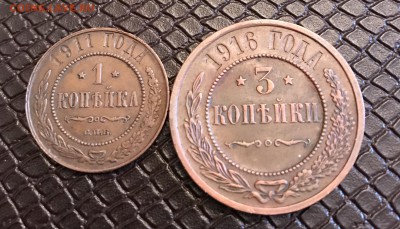 1911 ГОДА
★ 1 ★
КОПѢЙКА
С.П.Б.
1916 ГОДА
★ 3 ★
КОПѢЙКИ